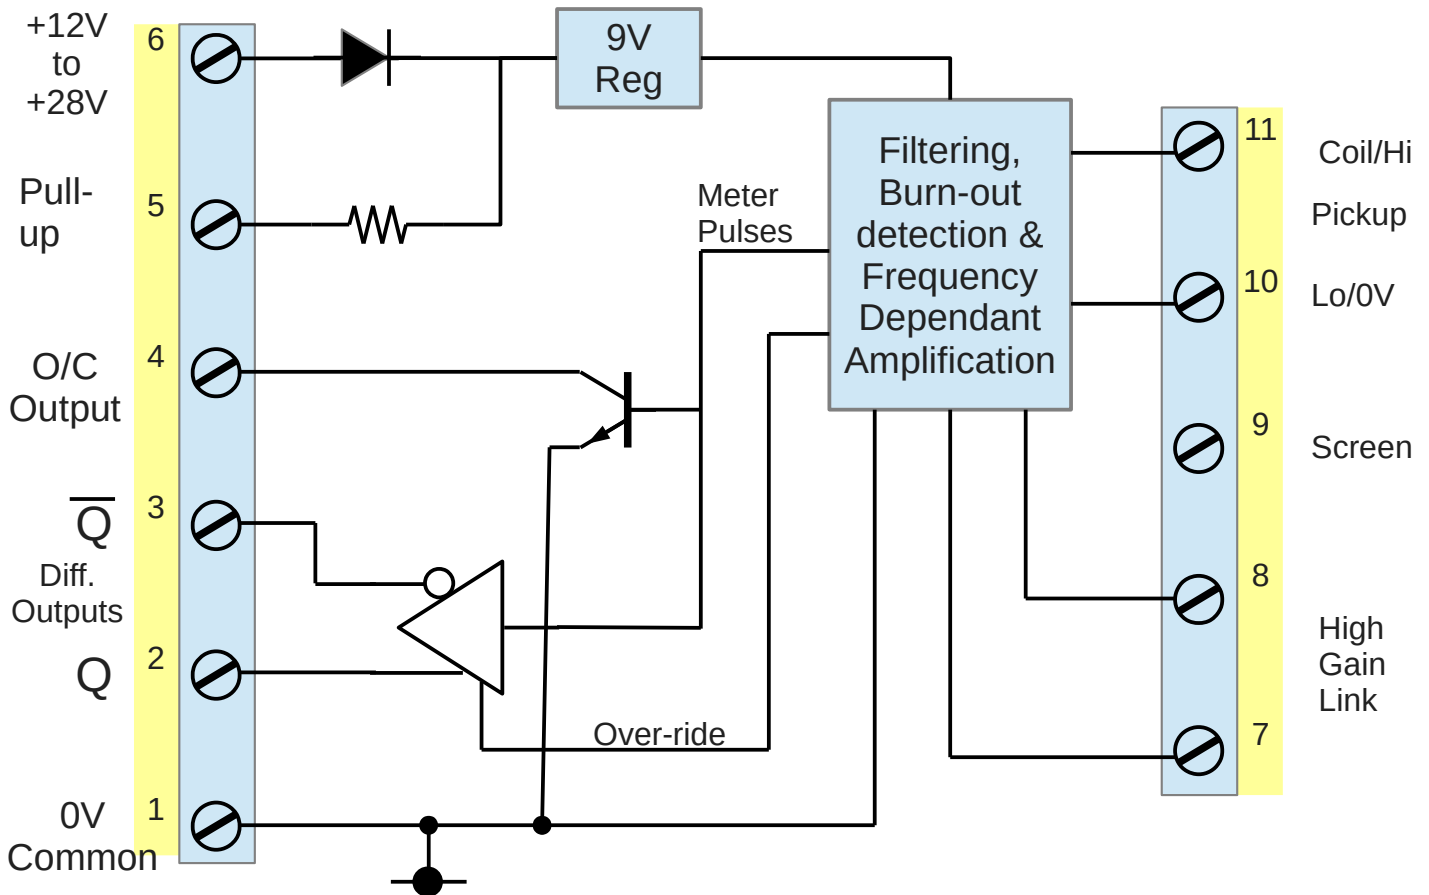 +12V
to
+28V
6
9V
Reg
11
Coil/Hi
Filtering,
Burn-out
detection &
Frequency
Dependant
Amplification
Pull-
up
5
Meter
Pulses
Pickup
10
Lo/0V
4
O/C
Output
9
Screen
3
Q̅
Diff.
Outputs
8
2
Q
High
Gain
Link
Over-ride
7
1
0V
Common